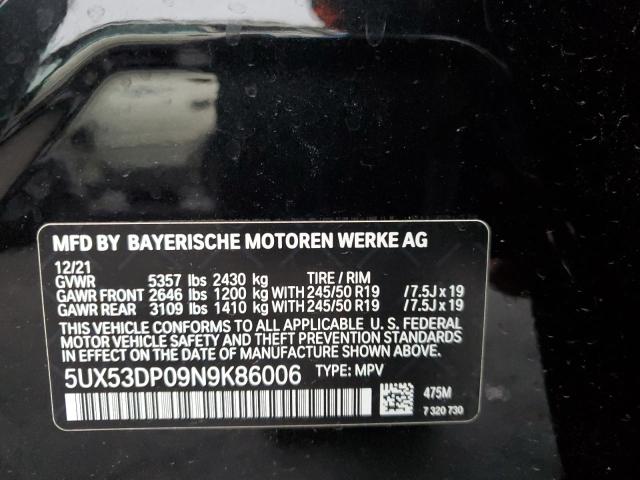 MFD BY BAYERISCHE MOTOREN WERKE AG
12/21
GVWR 5357 lbs 2430 kg TIRE / RIM
GAWR FRONT 2646 lbs 1200 kg WITH 245/50 R19 / 7.5J x 19
GAWR REAR 3109 lbs 1410 kg WITH 245/50 R19 / 7.5J x 19
THIS VEHICLE CONFORMS TO ALL APPLICABLE U. S. FEDERAL
MOTOR VEHICLE SAFETY AND THEFT PREVENTION STANDARDS
IN EFFECT ON THE DATE OF MANUFACTURE SHOWN ABOVE.
5UX53DP09N9K86006 TYPE: MPV
475M
7 320 730